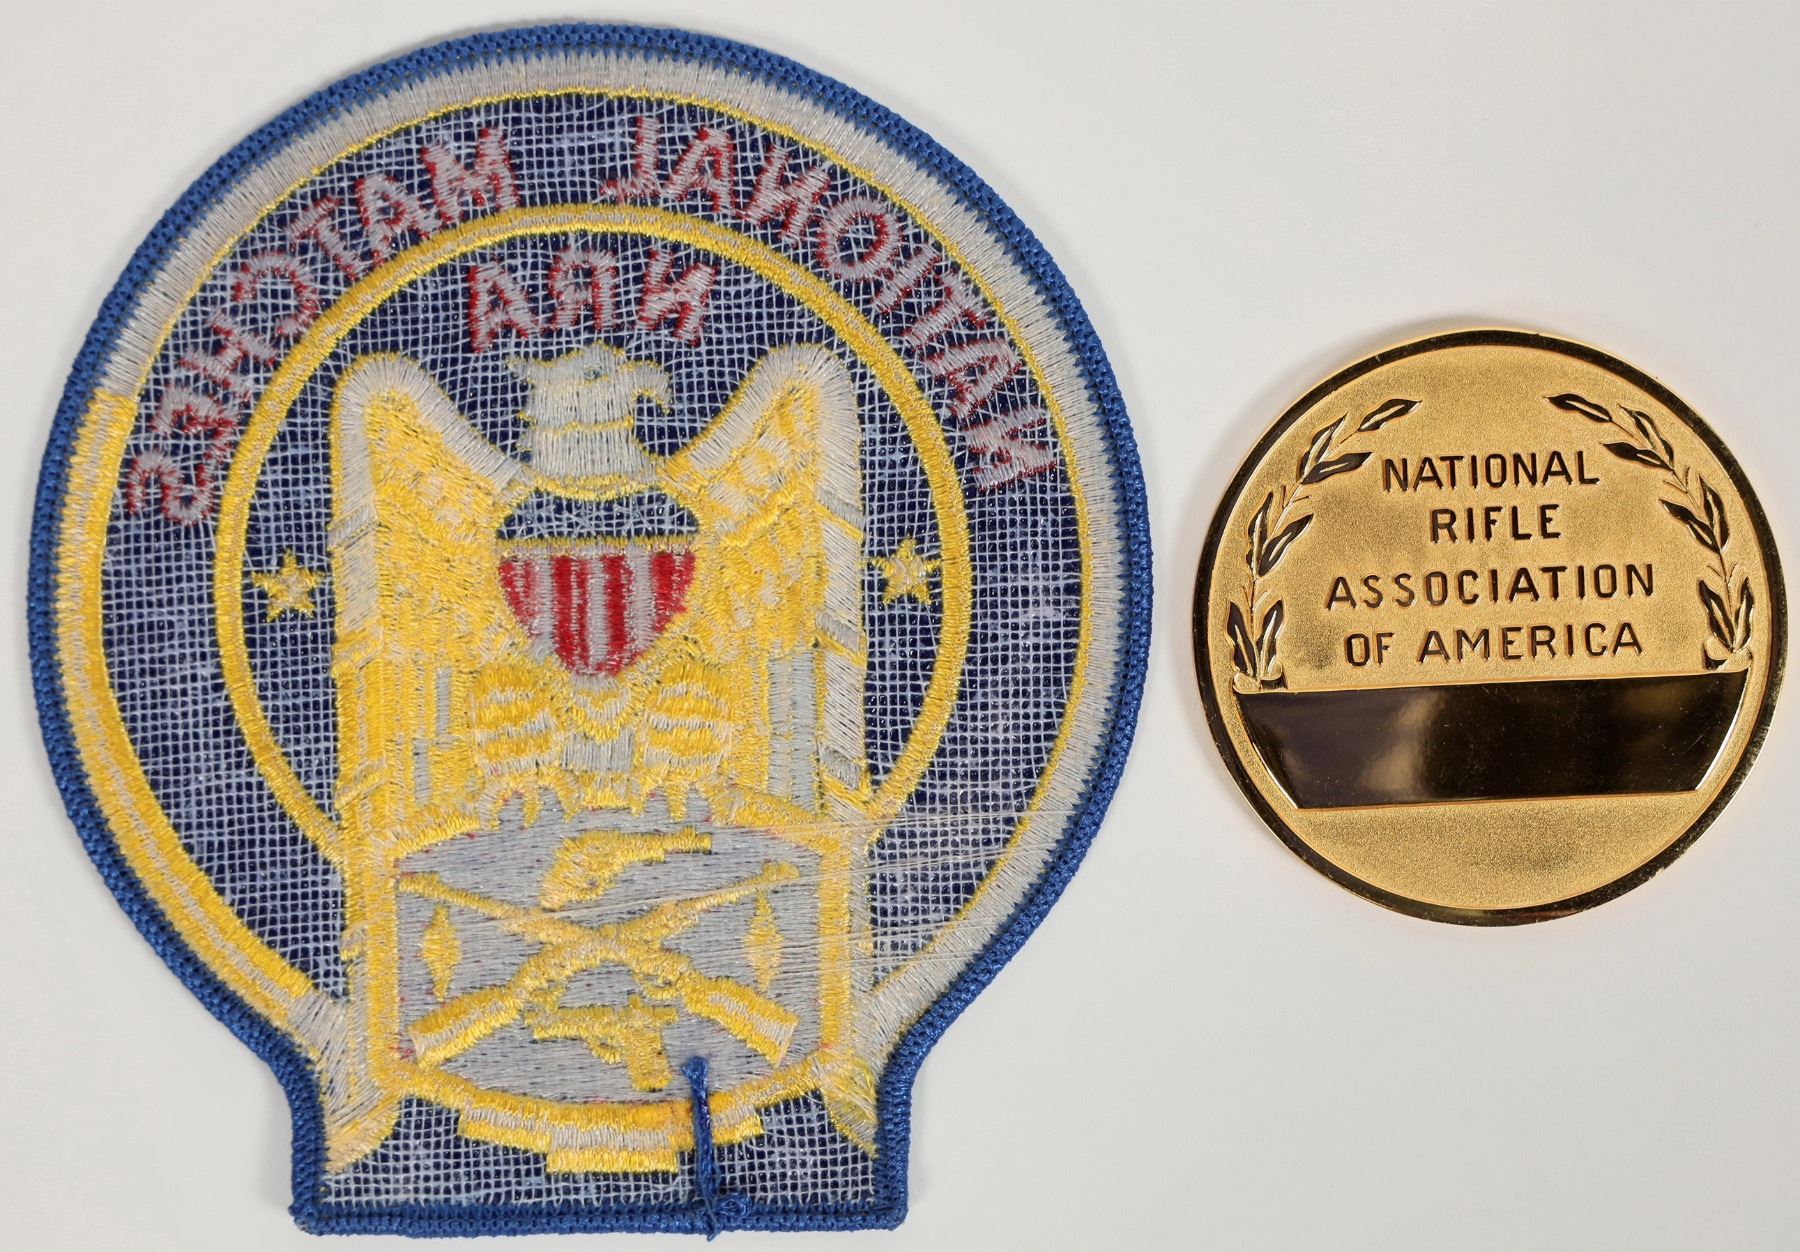 NATIONAL MATCHES
NRA
NATIONAL
RIFLE
ASSOCIATION
OF AMERICA